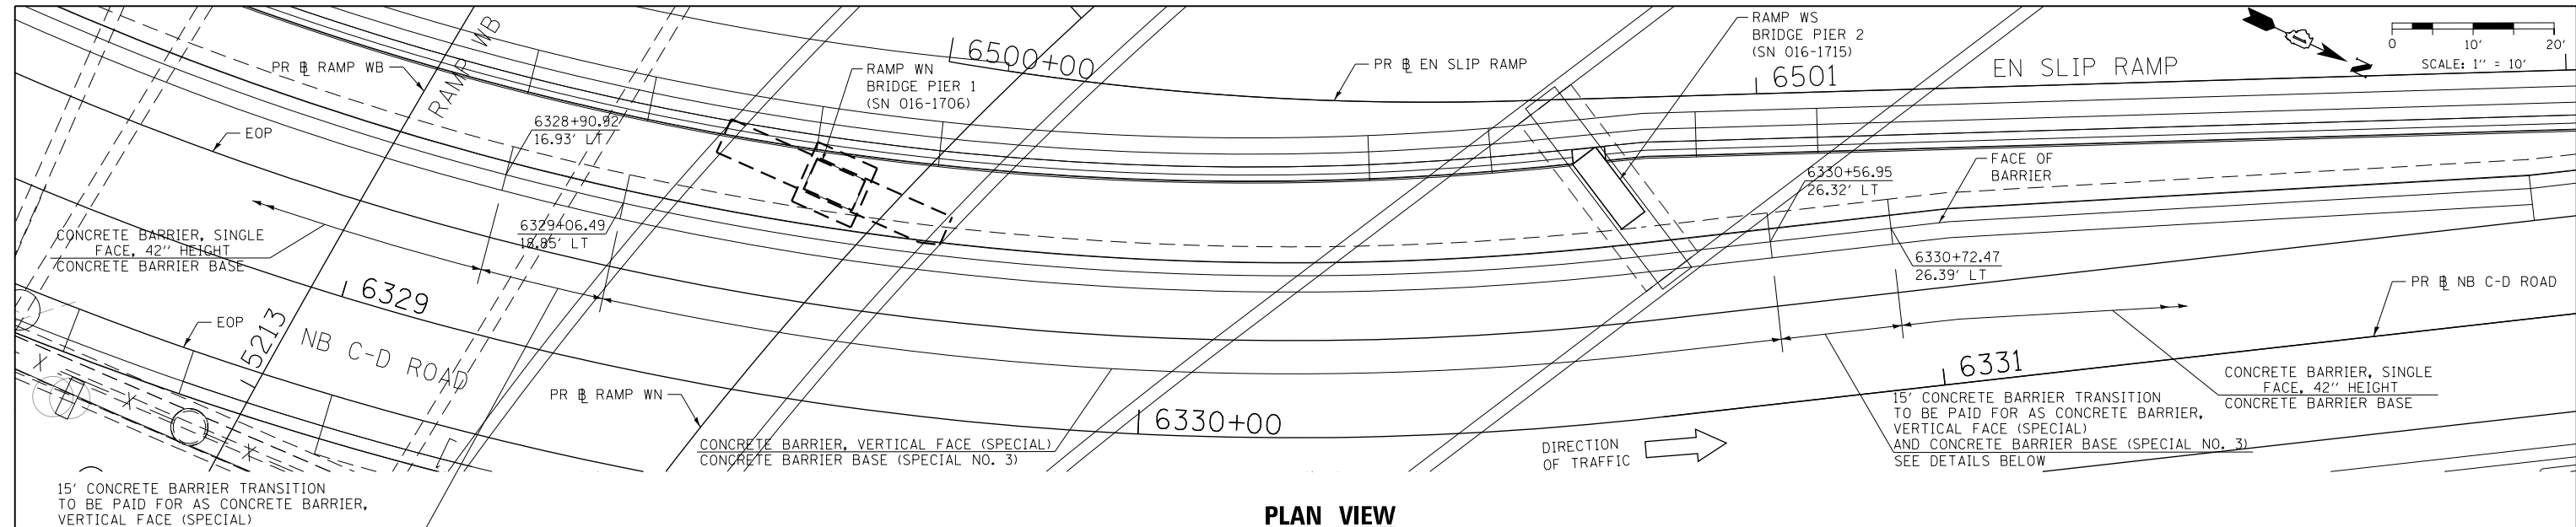 RAMP WB
PR ℄ RAMP WB
EOP
6328+90.92
16.93' LT
6329+06.49
18.85' LT
CONCRETE BARRIER, SINGLE
FACE, 42'' HEIGHT
CONCRETE BARRIER BASE
6329
EOP
5213
NB C-D ROAD
X
X
X
15' CONCRETE BARRIER TRANSITION
TO BE PAID FOR AS CONCRETE BARRIER,
VERTICAL FACE (SPECIAL)
RAMP WN
BRIDGE PIER 1
(SN 016-1706)
6500+00
PR ℄ EN SLIP RAMP
RAMP WS
BRIDGE PIER 2
(SN 016-1715)
6501
EN SLIP RAMP
0 10' 20'
SCALE: 1'' = 10'
FACE OF
BARRIER
6330+56.95
26.32' LT
6330+72.47
26.39' LT
PR ℄ NB C-D ROAD
PR ℄ RAMP WN
CONCRETE BARRIER, VERTICAL FACE (SPECIAL)
CONCRETE BARRIER BASE (SPECIAL NO. 3)
6330+00
DIRECTION
OF TRAFFIC
6331
15' CONCRETE BARRIER TRANSITION
TO BE PAID FOR AS CONCRETE BARRIER,
VERTICAL FACE (SPECIAL)
AND CONCRETE BARRIER BASE (SPECIAL NO. 3)
SEE DETAILS BELOW
CONCRETE BARRIER, SINGLE
FACE, 42'' HEIGHT
CONCRETE BARRIER BASE
PLAN VIEW